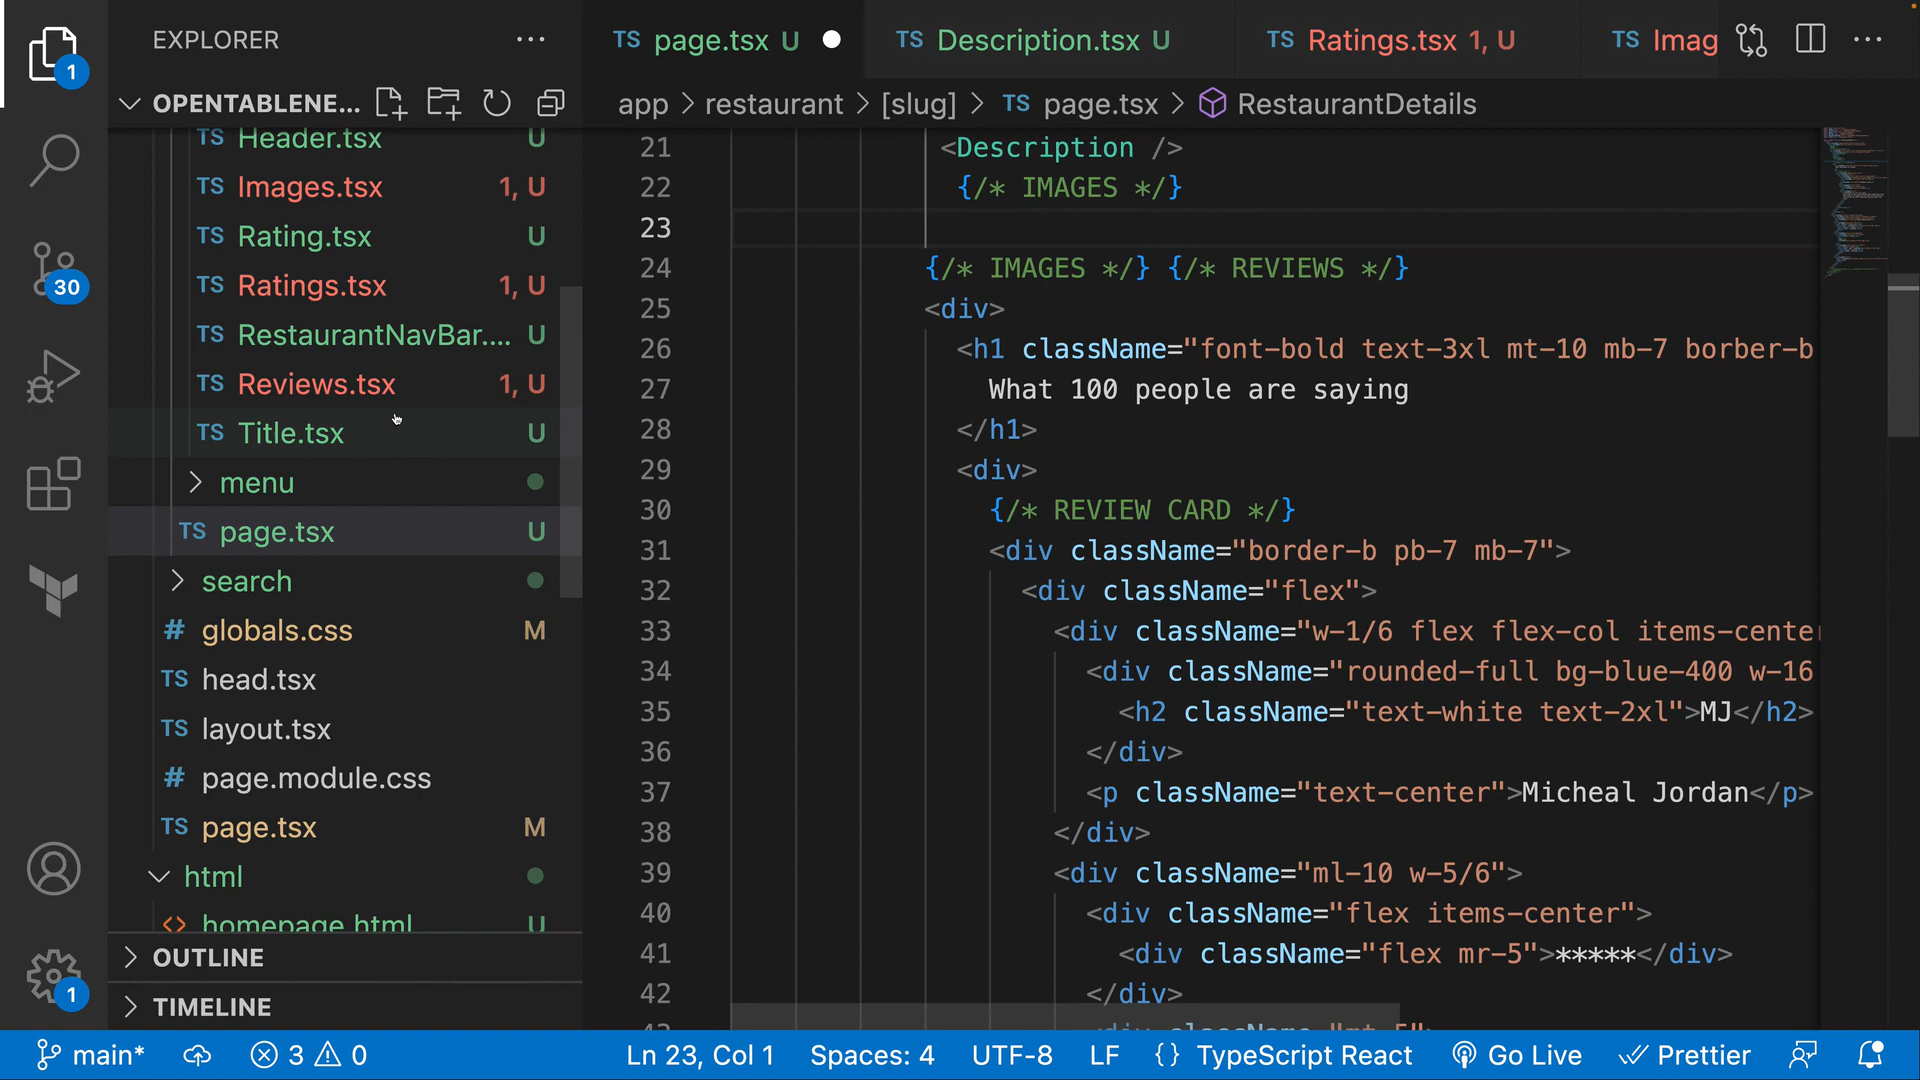 EXPLORER
OPENTABLENE...
TS Header.tsx U
TS Images.tsx 1, U
TS Rating.tsx U
TS Ratings.tsx 1, U
TS RestaurantNavBar.... U
TS Reviews.tsx 1, U
TS Title.tsx U
menu
TS page.tsx U
search
# globals.css M
TS head.tsx
TS layout.tsx
# page.module.css
TS page.tsx M
html
<> homepage.html U
OUTLINE
TIMELINE
1
30
1
TS page.tsx U
TS Description.tsx U
TS Ratings.tsx 1, U
TS Imag
app > restaurant > [slug] > TS page.tsx > RestaurantDetails
21 <Description />
22 {/* IMAGES */}
23
24 {/* IMAGES */} {/* REVIEWS */}
25 <div>
26 <h1 className="font-bold text-3xl mt-10 mb-7 borber-b
27 What 100 people are saying
28 </h1>
29 <div>
30 {/* REVIEW CARD */}
31 <div className="border-b pb-7 mb-7">
32 <div className="flex">
33 <div className="w-1/6 flex flex-col items-center
34 <div className="rounded-full bg-blue-400 w-16
35 <h2 className="text-white text-2xl">MJ</h2>
36 </div>
37 <p className="text-center">Micheal Jordan</p>
38 </div>
39 <div className="ml-10 w-5/6">
40 <div className="flex items-center">
41 <div className="flex mr-5">*****</div>
42 </div>
43 <div className="mt-5">
main* 3 0
Ln 23, Col 1 Spaces: 4 UTF-8 LF {} TypeScript React Go Live Prettier